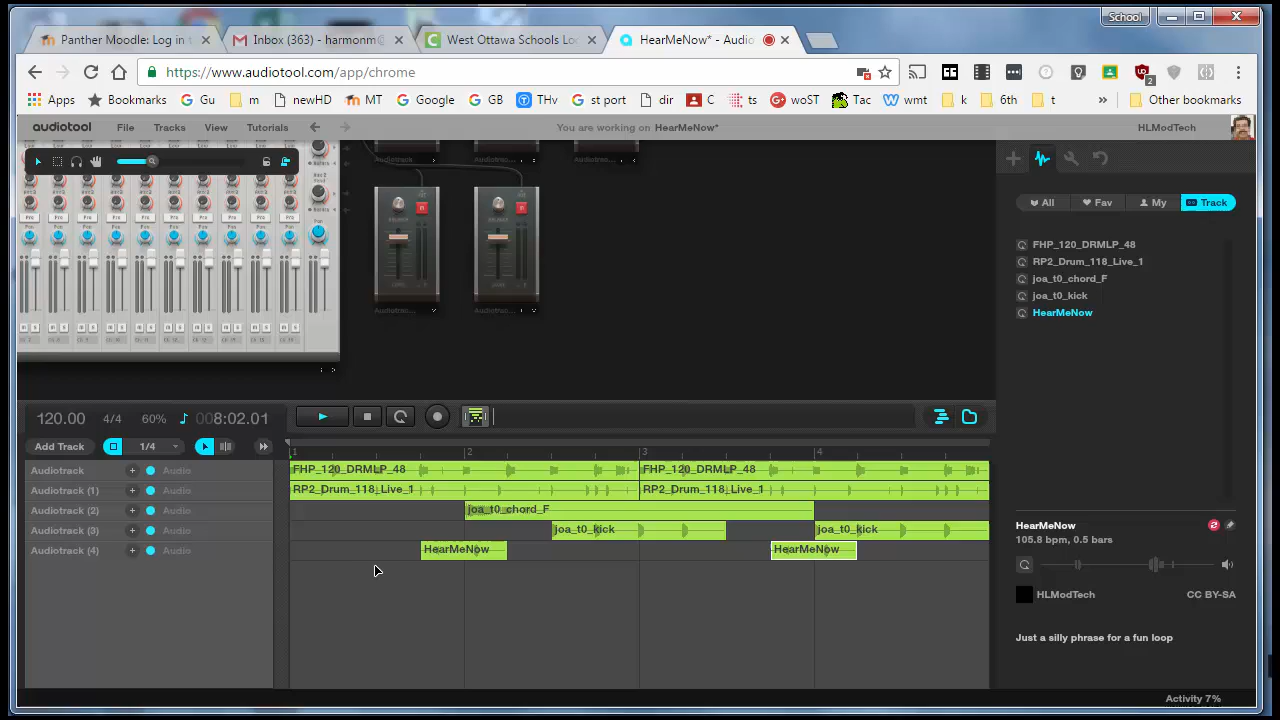 School
Panther Moodle: Log in t
Inbox (363) - harmonm@
West Ottawa Schools Lo
HearMeNow* - Audio
https://www.audiotool.com/app/chrome
Apps Bookmarks Gu m newHD MT Google GB THv st port dir C ts woST Tac wmt k 6th t » Other bookmarks
audiotool File Tracks View Tutorials
You are working on HearMeNow*
HLModTech
All Fav My Track
FHP_120_DRMLP_48
RP2_Drum_118_Live_1
joa_t0_chord_F
joa_t0_kick
HearMeNow
120.00 4/4 60% 008:02.01
Add Track 1/4
1 2 3 4
Audiotrack + Audio FHP_120_DRMLP_48 FHP_120_DRMLP_48
Audiotrack (1) + Audio RP2_Drum_118_Live_1 RP2_Drum_118_Live_1
Audiotrack (2) + Audio joa_t0_chord_F
Audiotrack (3) + Audio joa_t0_kick joa_t0_kick
Audiotrack (4) + Audio HearMeNow HearMeNow
HearMeNow
105.8 bpm, 0.5 bars
HLModTech CC BY-SA
Just a silly phrase for a fun loop
Activity 7%